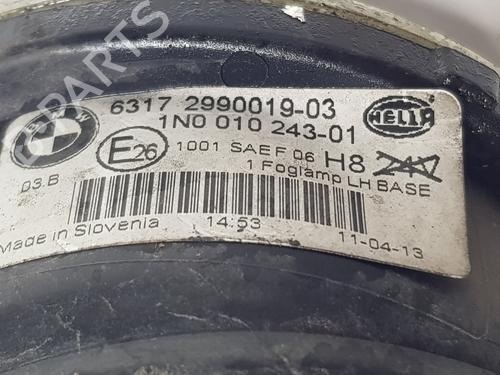 BMW
6317 2990019-03
1N0 010 243-01
HELLA
E26
1001 SAE F 06 H8
1 Foglamp LH BASE
03.B
Made in Slovenia
14:53
11-04-13